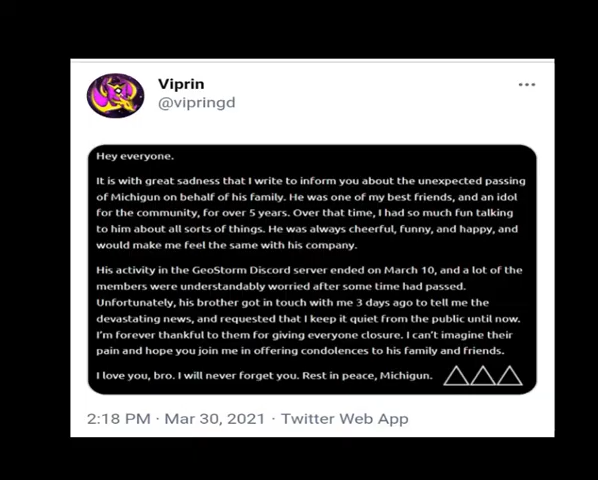 Viprin
@vipringd
Hey everyone.
It is with great sadness that I write to inform you about the unexpected passing
of Michigun on behalf of his family. He was one of my best friends, and an idol
for the community, for over 5 years. Over that time, I had so much fun talking
to him about all sorts of things. He was always cheerful, funny, and happy, and
would make me feel the same with his company.
His activity in the GeoStorm Discord server ended on March 10, and a lot of the
members were understandably worried after some time had passed.
Unfortunately, his brother got in touch with me 3 days ago to tell me the
devastating news, and requested that I keep it quiet from the public until now.
I'm forever thankful to them for giving everyone closure. I can't imagine their
pain and hope you join me in offering condolences to his family and friends.
I love you, bro. I will never forget you. Rest in peace, Michigun.
2:18 PM · Mar 30, 2021 · Twitter Web App